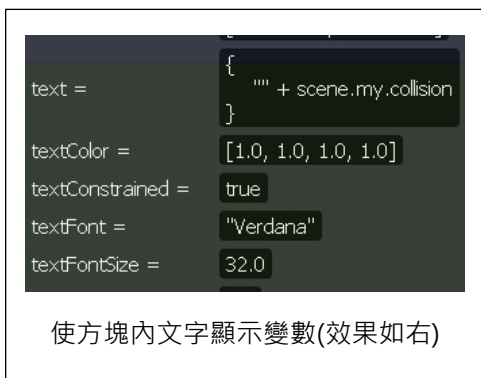 text =
{
"" + scene.my.collision
}
textColor =
[1.0, 1.0, 1.0, 1.0]
textConstrained =
true
textFont =
"Verdana"
textFontSize =
32.0
使方塊內文字顯示變數(效果如右)